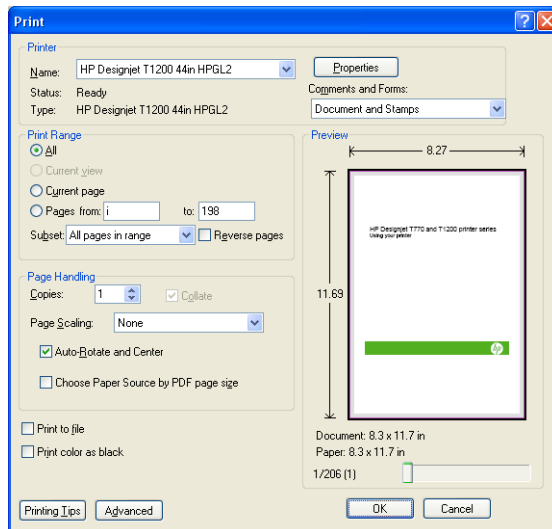 Print
Printer
Name: HP Designjet T1200 44in HPGL2 Properties
Status: Ready Comments and Forms:
Type: HP Designjet T1200 44in HPGL2 Document and Stamps
Print Range
All
Current view
Current page
Pages from: i to: 198
Subset: All pages in range Reverse pages
Page Handling
Copies: 1 Collate
Page Scaling: None
Auto-Rotate and Center
Choose Paper Source by PDF page size
Print to file
Print color as black
Preview
8.27
11.69
HP Designjet T770 and T1200 printer series
Using your printer
hp
Document: 8.3 x 11.7 in
Paper: 8.3 x 11.7 in
1/206 (1)
Printing Tips Advanced OK Cancel